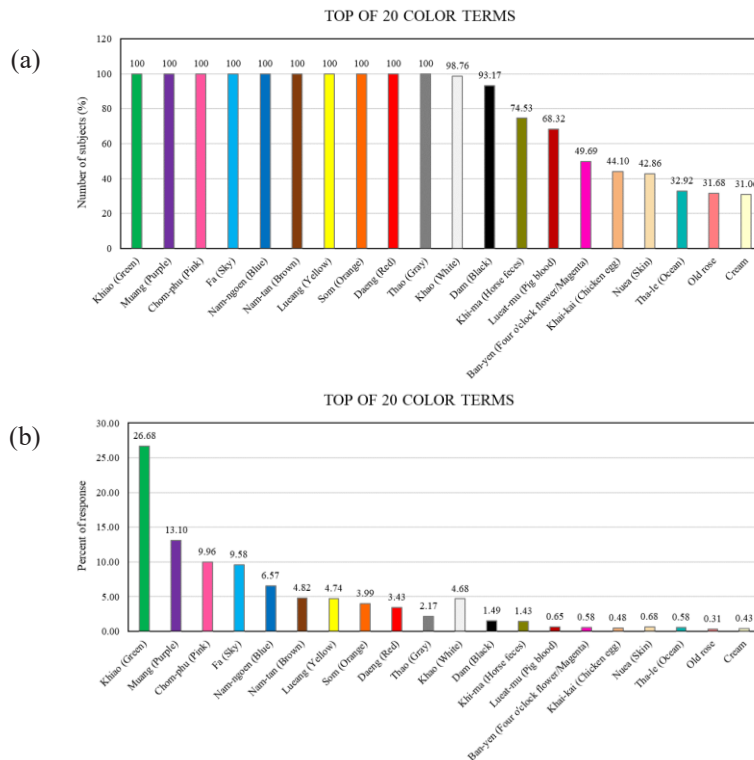 TOP OF 20 COLOR TERMS
(a)
Number of subjects (%)
120
100
80
60
40
20
0
100 100 100 100 100 100 100 100 100 100 98.76 93.17 74.53 68.32 49.69 44.10 42.86 32.92 31.68
Khiao (Green)
Muang (Purple)
Chom-phu (Pink)
Fa (Sky)
Nam-ngoen (Blue)
Nam-tan (Brown)
Lueang (Yellow)
Som (Orange)
Daeng (Red)
Thao (Gray)
Khao (White)
Dam (Black)
Khi-ma (Horse feces)
Lueat-mu (Pig blood)
Ban-yen (Four o'clock flower/Magenta)
Khai-kai (Chicken egg)
Nuea (Skin)
Tha-le (Ocean)
Old rose
Cream
TOP OF 20 COLOR TERMS
(b)
Percent of response
30.00
25.00
20.00
15.00
10.00
5.00
0.00
26.68 13.10 9.96 9.58 6.57 4.82 4.74 3.99 3.43 2.17 4.68 1.49 1.43 0.65 0.58 0.48 0.68 0.58 0.31 0.43
Khiao (Green)
Muang (Purple)
Chom-phu (Pink)
Fa (Sky)
Nam-ngoen (Blue)
Nam-tan (Brown)
Lueang (Yellow)
Som (Orange)
Daeng (Red)
Thao (Gray)
Khao (White)
Dam (Black)
Khi-ma (Horse feces)
Lueat-mu (Pig blood)
Ban-yen (Four o'clock flower/Magenta)
Khai-kai (Chicken egg)
Nuea (Skin)
Tha-le (Ocean)
Old rose
Cream